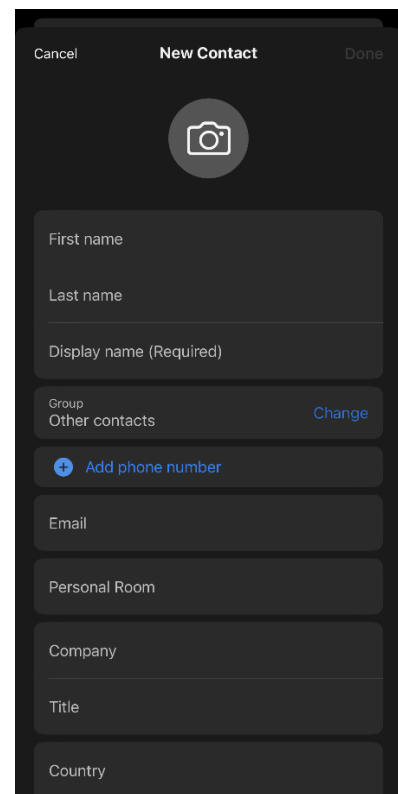 Cancel New Contact Done
First name
Last name
Display name (Required)
Group
Other contacts Change
Add phone number
Email
Personal Room
Company
Title
Country